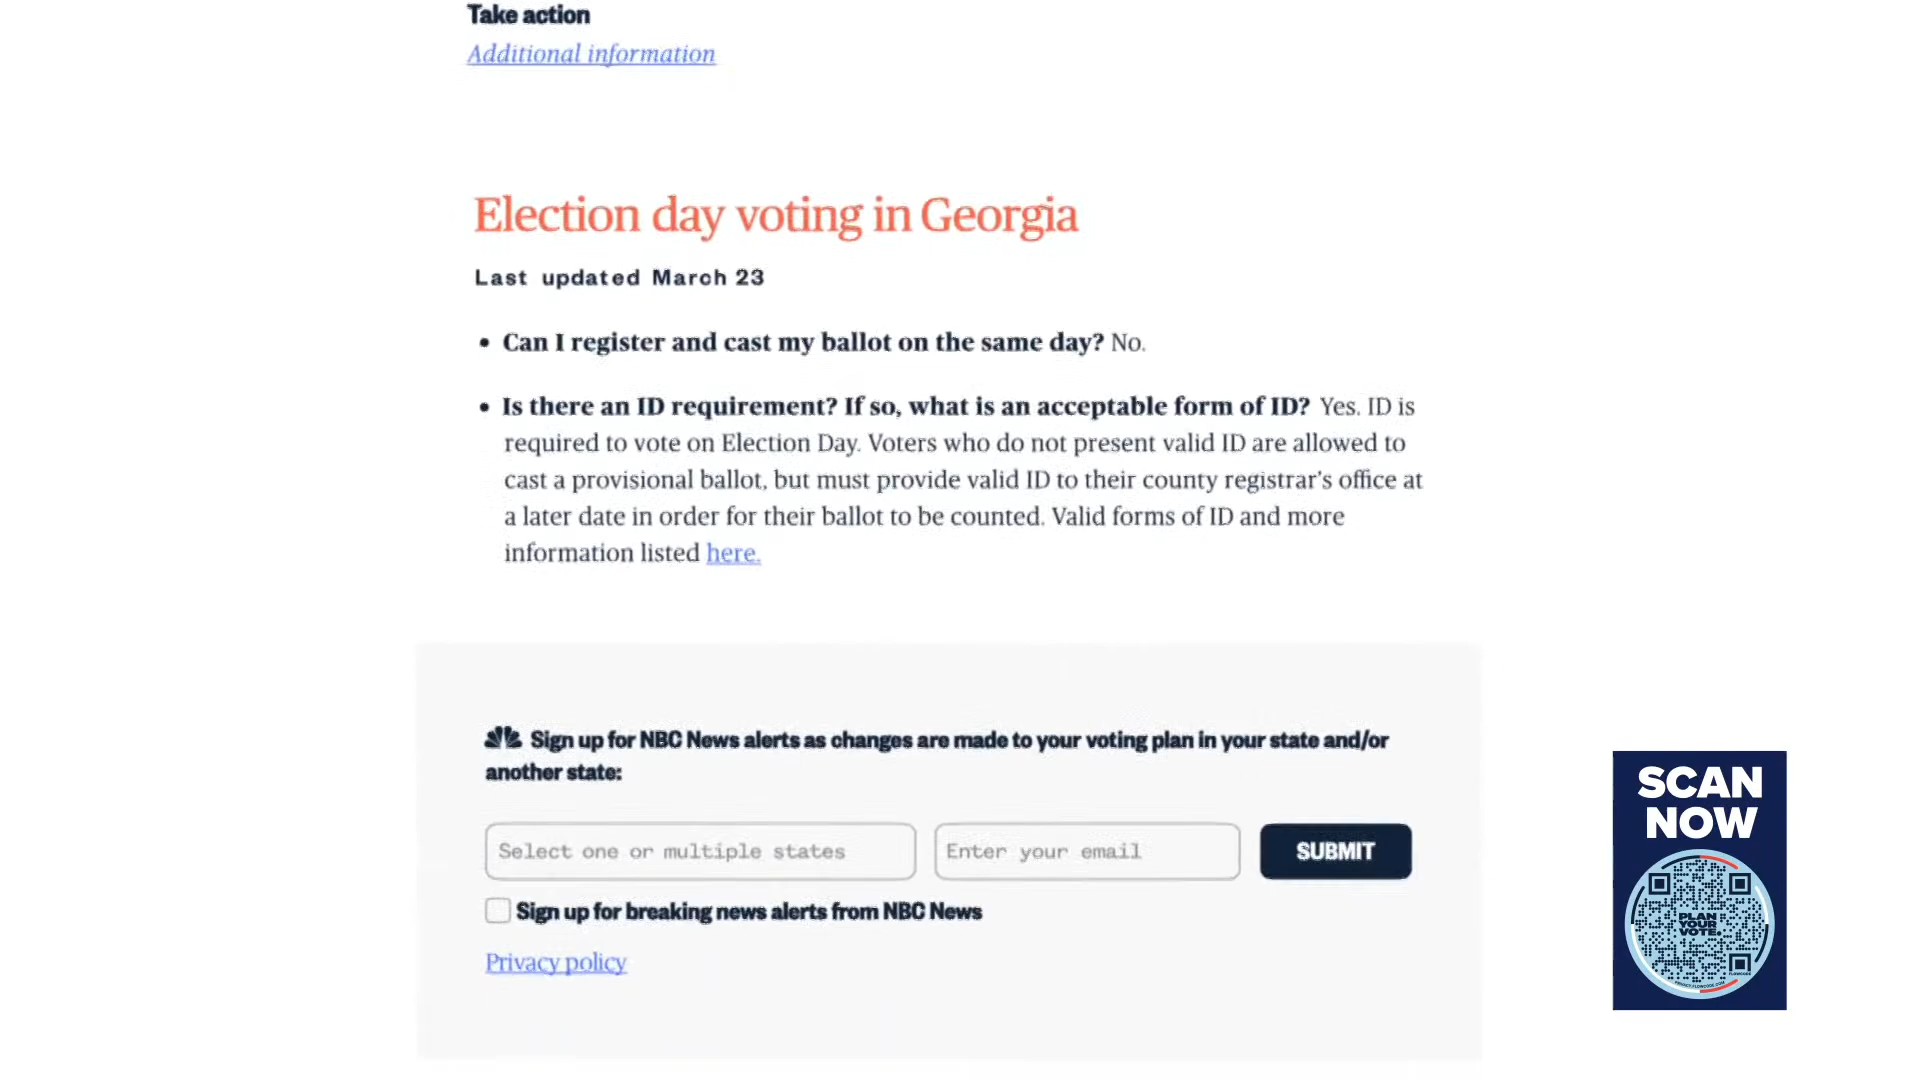 Take action
Additional information
Election day voting in Georgia
Last updated March 23
• Can I register and cast my ballot on the same day? No.
• Is there an ID requirement? If so, what is an acceptable form of ID? Yes. ID is
required to vote on Election Day. Voters who do not present valid ID are allowed to
cast a provisional ballot, but must provide valid ID to their county registrar's office at
a later date in order for their ballot to be counted. Valid forms of ID and more
information listed here.
Sign up for NBC News alerts as changes are made to your voting plan in your state and/or
another state:
Select one or multiple states
Enter your email
SUBMIT
Sign up for breaking news alerts from NBC News
Privacy policy
SCAN
NOW
PLAN
YOUR
VOTE.
FLOWCODE
PRIVACY.FLOWCODE.COM